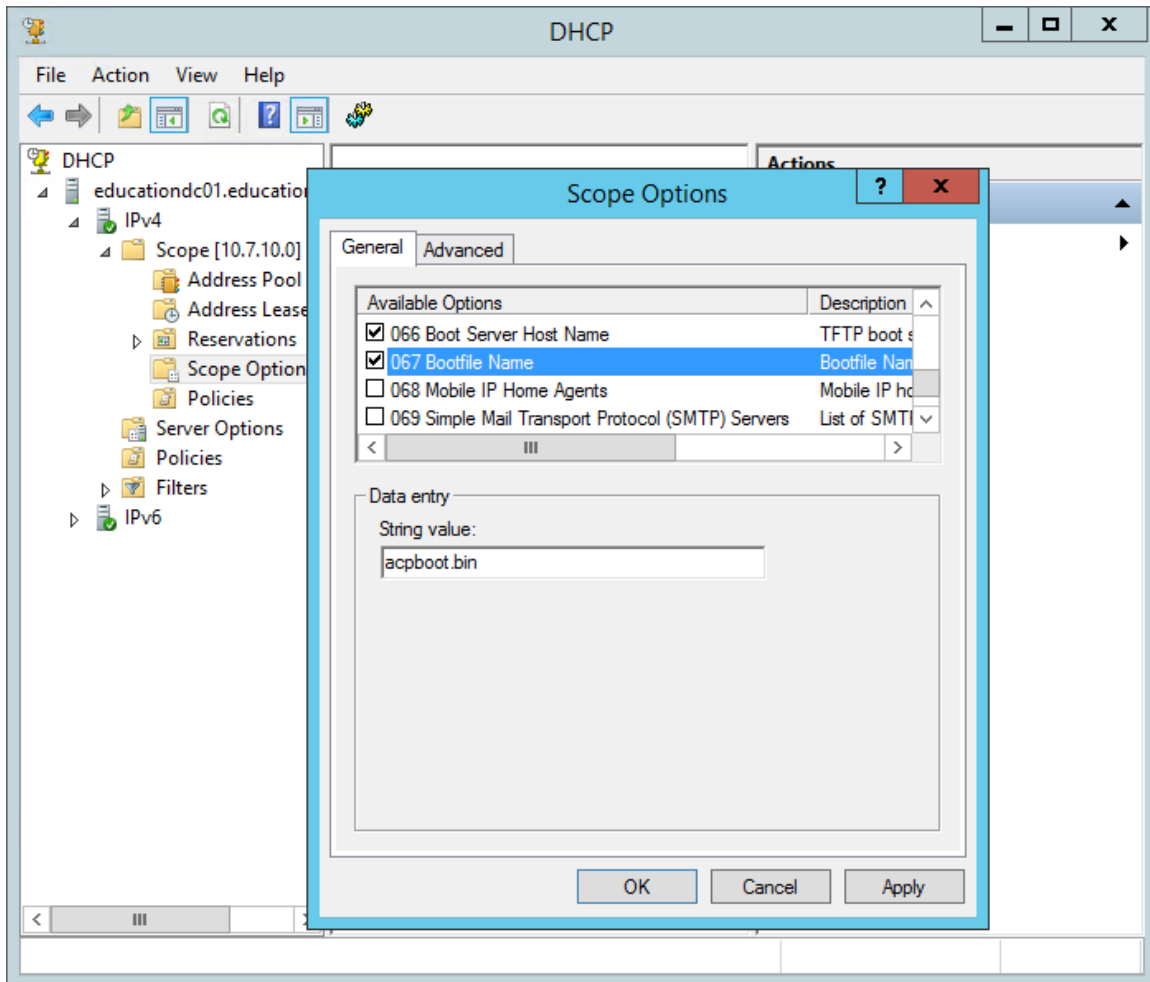 DHCP
File Action View Help
DHCP
educationdc01.education
IPv4
Scope [10.7.10.0]
Address Pool
Address Lease
Reservations
Scope Option
Policies
Server Options
Policies
Filters
IPv6
Actions
Scope Options
General Advanced
Available Options Description
066 Boot Server Host Name TFTP boot s
067 Bootfile Name Bootfile Nam
068 Mobile IP Home Agents Mobile IP ho
069 Simple Mail Transport Protocol (SMTP) Servers List of SMT
Data entry
String value:
acpboot.bin
OK Cancel Apply